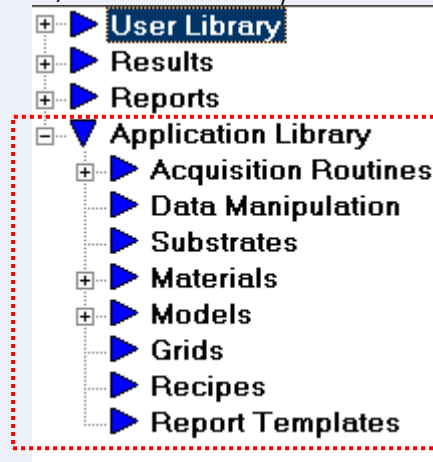 User Library
Results
Reports
Application Library
Acquisition Routines
Data Manipulation
Substrates
Materials
Models
Grids
Recipes
Report Templates